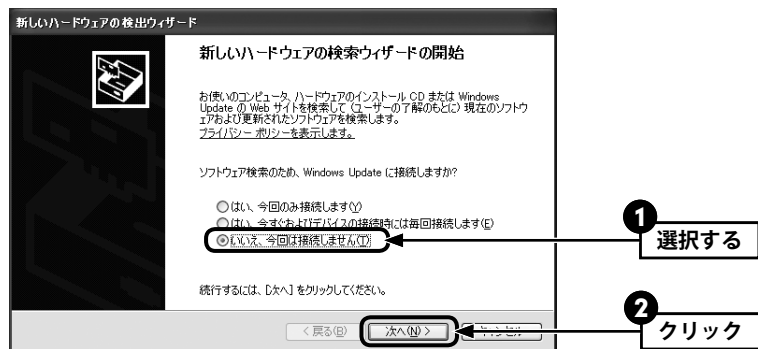 新しいハードウェアの検出ウィザード
新しいハードウェアの検索ウィザードの開始
お使いのコンピュータ、ハードウェアのインストール CD または Windows
Update の Web サイトを検索して (ユーザーの了解のもとに) 現在のソフトウ
ェアおよび更新されたソフトウェアを検索します。
プライバシー ポリシーを表示します。
ソフトウェア検索のため、Windows Update に接続しますか?
はい、今回のみ接続します(Y)
はい、今すぐおよびデバイスの接続時には毎回接続します(E)
いいえ、今回は接続しません(T)
1
選択する
続行するには、[次へ] をクリックしてください。
< 戻る(B)
次へ(N) >
キャンセル
2
クリック